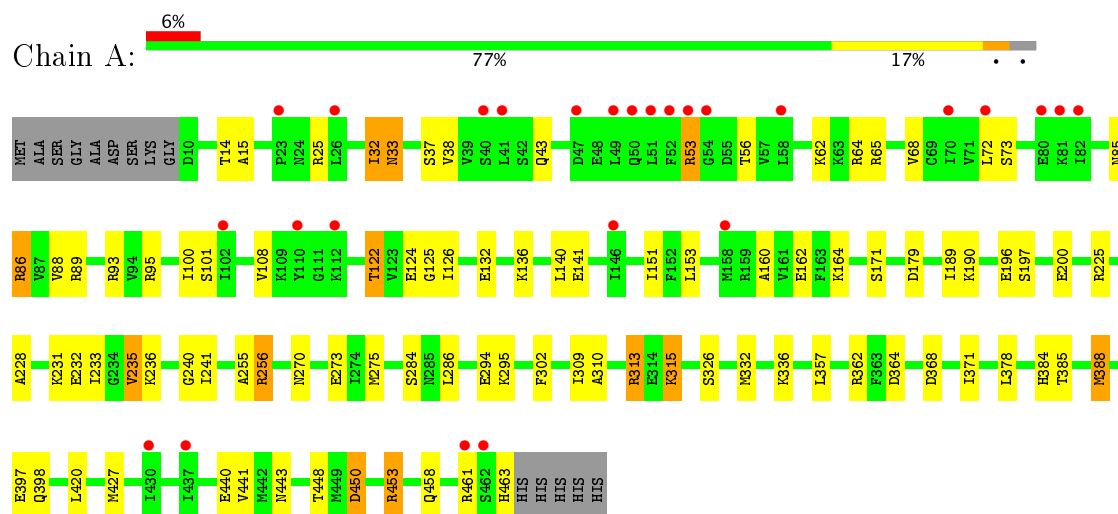 6%
Chain A:
77% 17% • •
MET ALA SER GLY ALA ASP SER LYS GLY D10 T14 A15 P23 N24 R25 L26 I32 N33 S37 V38 V39 S40 L41 S42 Q43 D47 E48 L49 Q50 L51 F52 R53 G54 D55 T56 V57 L58 K62 K63 R64 R65 V68 C69 I70 V71 L72 S73 E80 K81 I82 N85
R86 V87 V88 R89 R93 V94 R95 I100 S101 I102 V108 K109 Y110 G111 K112 T122 V123 E124 G125 I126 E132 K136 L140 E141 I146 I151 F152 L153 M158 R159 A160 V161 E162 F163 K164 S171 D179 I189 K190 E196 S197 E200 R225
A228 K231 E232 I233 G234 V235 K236 G240 I241 A255 R256 N270 E273 I274 M275 S284 N285 L286 E294 K295 F302 I309 A310 R313 E314 K315 S326 M332 K336 L357 R362 F363 D364 D368 I371 L378 H384 T385 M388
E397 Q398 L420 M427 I430 I437 E440 V441 M442 N443 T448 M449 D450 R453 Q458 R461 S462 H463 HIS HIS HIS HIS HIS